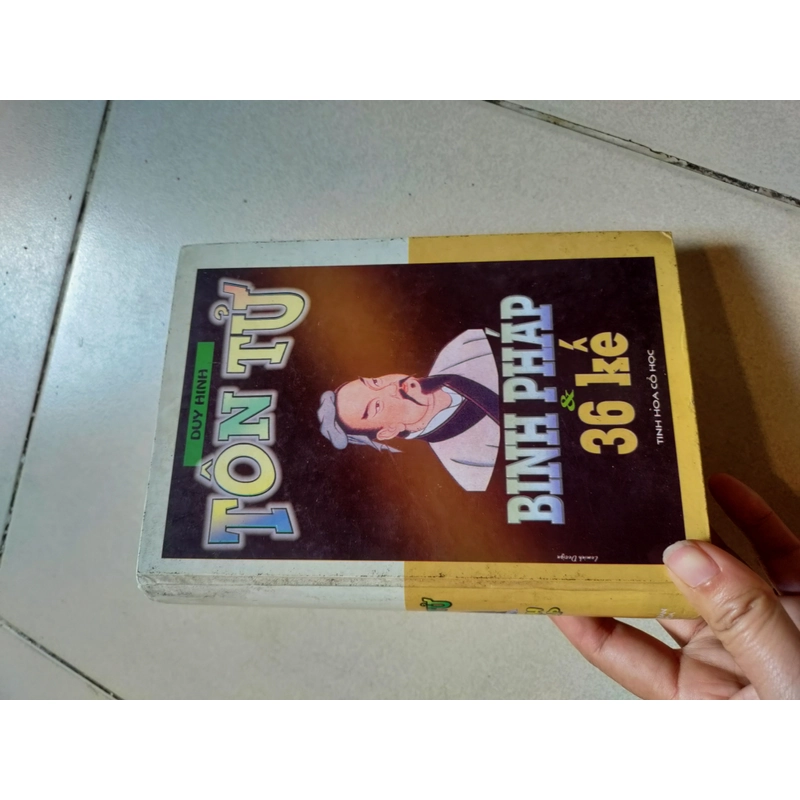 DUY HINH
TÔN TỬ
BINH PHÁP
&
36 kế
TINH HOA CỔ HỌC